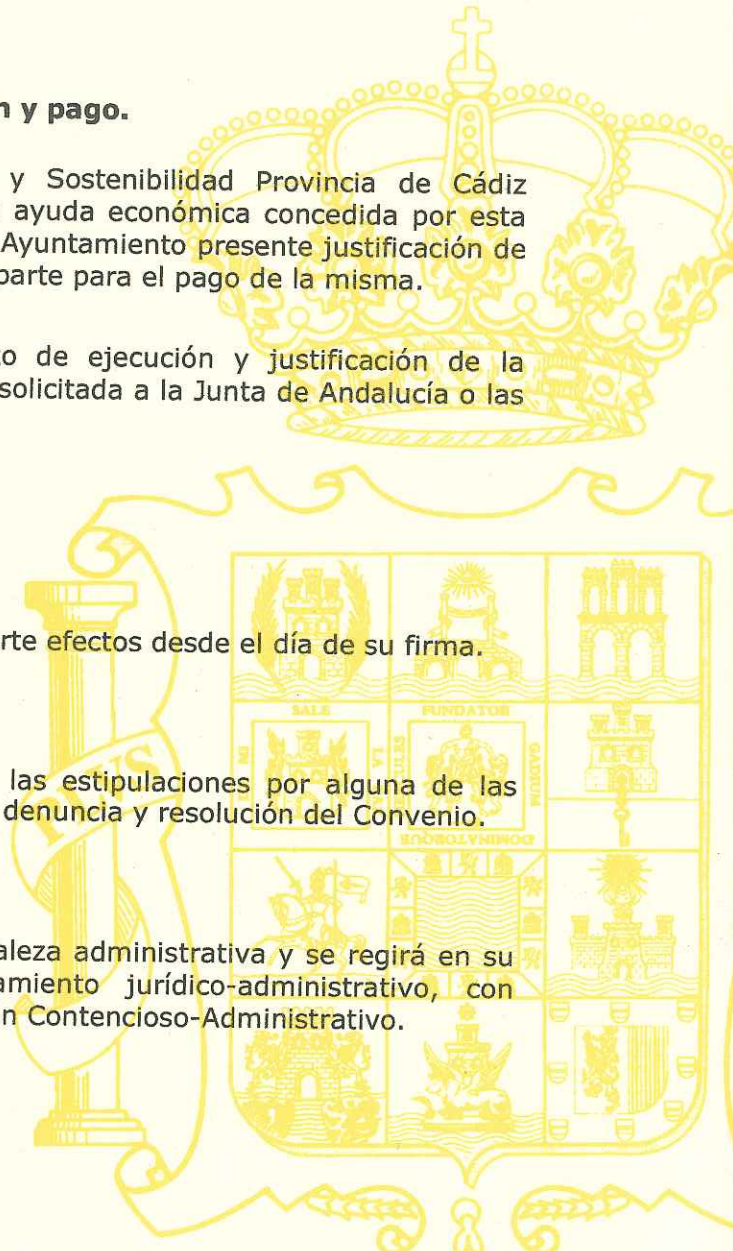 n y pago.
y Sostenibilidad Provincia de Cádiz
ayuda económica concedida por esta
Ayuntamiento presente justificación de
parte para el pago de la misma.
to de ejecución y justificación de la
solicitada a la Junta de Andalucía o las
rte efectos desde el día de su firma.
las estipulaciones por alguna de las
denuncia y resolución del Convenio.
aleza administrativa y se regirá en su
amiento jurídico-administrativo, con
n Contencioso-Administrativo.
SALE
FUNDATOR
GADIUM
DOMINATORQUE